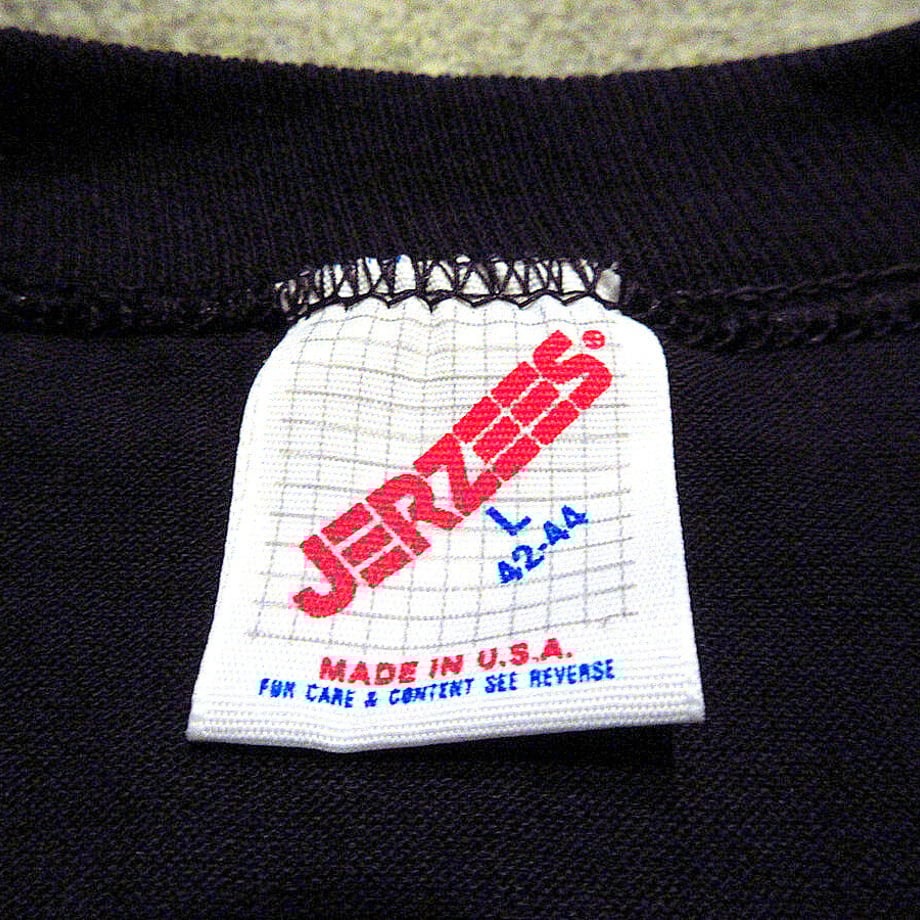 JERZEES®
L
42-44
MADE IN U.S.A.
FOR CARE & CONTENT SEE REVERSE